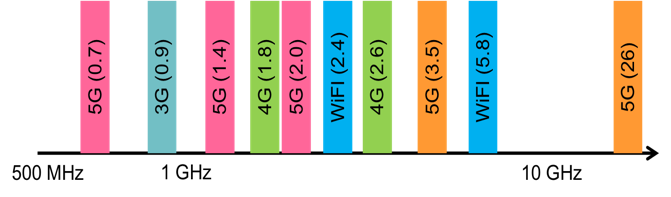 5G (0.7)
3G (0.9)
5G (1.4)
4G (1.8)
5G (2.0)
WiFI (2.4)
4G (2.6)
5G (3.5)
WiFI (5.8)
5G (26)
500 MHz
1 GHz
10 GHz